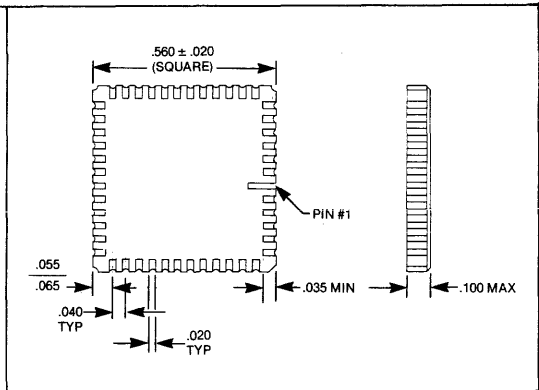 .560 ± .020
(SQUARE)
PIN #1
.055
.065
.035 MIN
.100 MAX
.040
TYP
.020
TYP